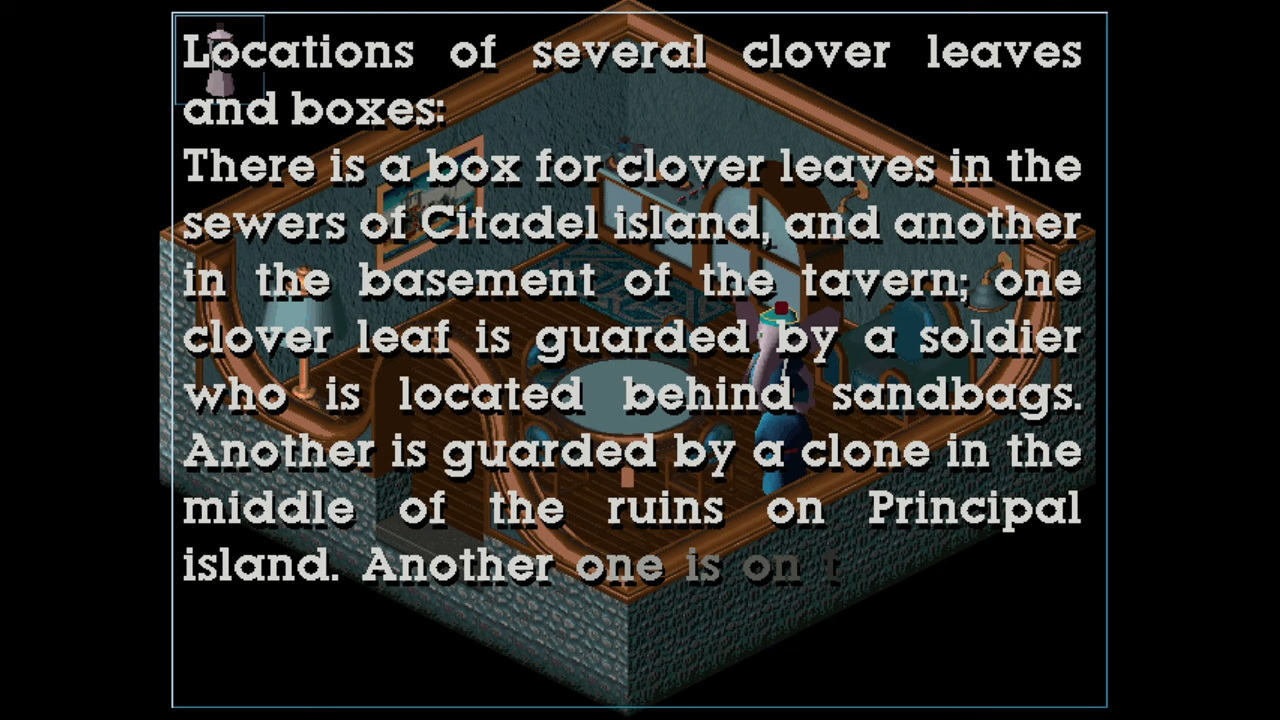 Locations of several clover leaves
and boxes:
There is a box for clover leaves in the
sewers of Citadel island, and another
in the basement of the tavern; one
clover leaf is guarded by a soldier
who is located behind sandbags.
Another is guarded by a clone in the
middle of the ruins on Principal
island. Another one is on t